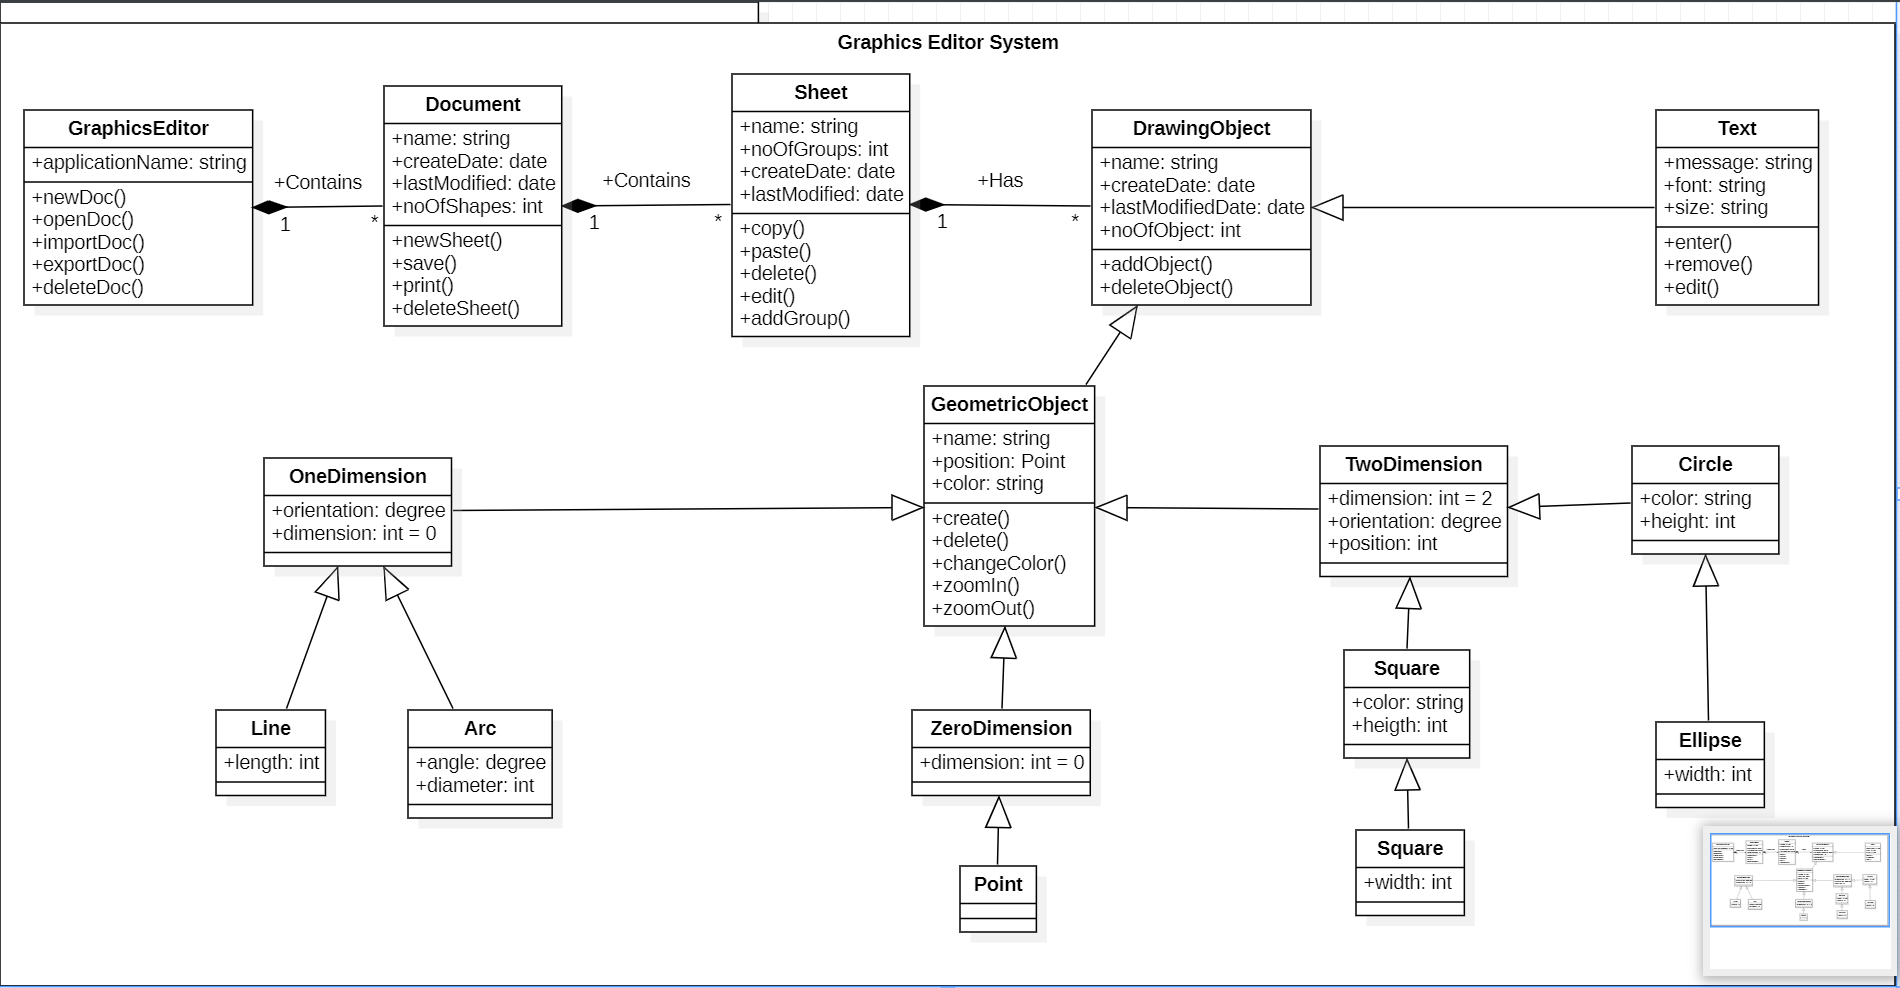 Graphics Editor System
GraphicsEditor
+applicationName: string
+newDoc()
+openDoc()
+importDoc()
+exportDoc()
+deleteDoc()
+Contains
1
*
Document
+name: string
+createDate: date
+lastModified: date
+noOfShapes: int
+newSheet()
+save()
+print()
+deleteSheet()
+Contains
1
*
Sheet
+name: string
+noOfGroups: int
+createDate: date
+lastModified: date
+copy()
+paste()
+delete()
+edit()
+addGroup()
+Has
1
*
DrawingObject
+name: string
+createDate: date
+lastModifiedDate: date
+noOfObject: int
+addObject()
+deleteObject()
Text
+message: string
+font: string
+size: string
+enter()
+remove()
+edit()
GeometricObject
+name: string
+position: Point
+color: string
+create()
+delete()
+changeColor()
+zoomIn()
+zoomOut()
OneDimension
+orientation: degree
+dimension: int = 0
TwoDimension
+dimension: int = 2
+orientation: degree
+position: int
Circle
+color: string
+height: int
Line
+length: int
Arc
+angle: degree
+diameter: int
ZeroDimension
+dimension: int = 0
Square
+color: string
+heigth: int
Ellipse
+width: int
Point
Square
+width: int